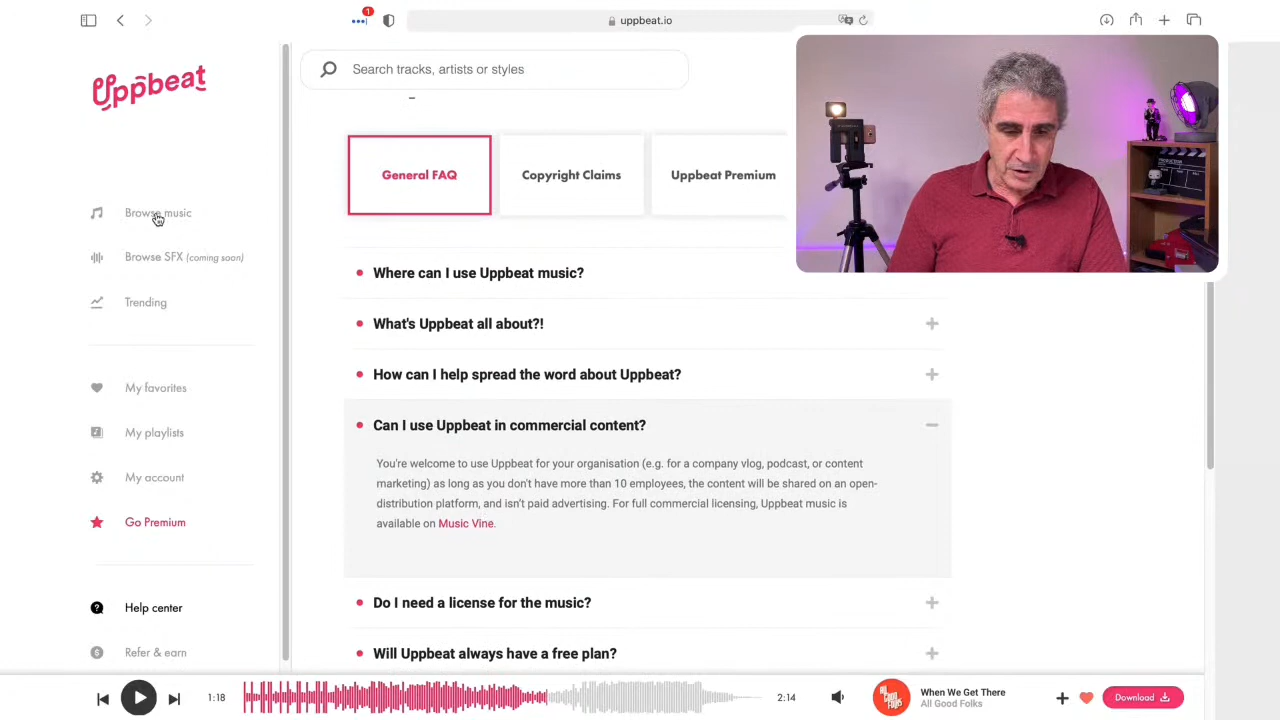 1
uppbeat.io
Uppbeat
Search tracks, artists or styles
General FAQ
Copyright Claims
Uppbeat Premium
Browse music
Browse SFX (coming soon)
Trending
My favorites
My playlists
My account
Go Premium
Help center
Refer & earn
Where can I use Uppbeat music?
What's Uppbeat all about?!
How can I help spread the word about Uppbeat?
Can I use Uppbeat in commercial content?
You're welcome to use Uppbeat for your organisation (e.g. for a company vlog, podcast, or content
marketing) as long as you don't have more than 10 employees, the content will be shared on an open-
distribution platform, and isn't paid advertising. For full commercial licensing, Uppbeat music is
available on Music Vine.
Do I need a license for the music?
Will Uppbeat always have a free plan?
1:18
2:14
When We Get There
All Good Folks
Download